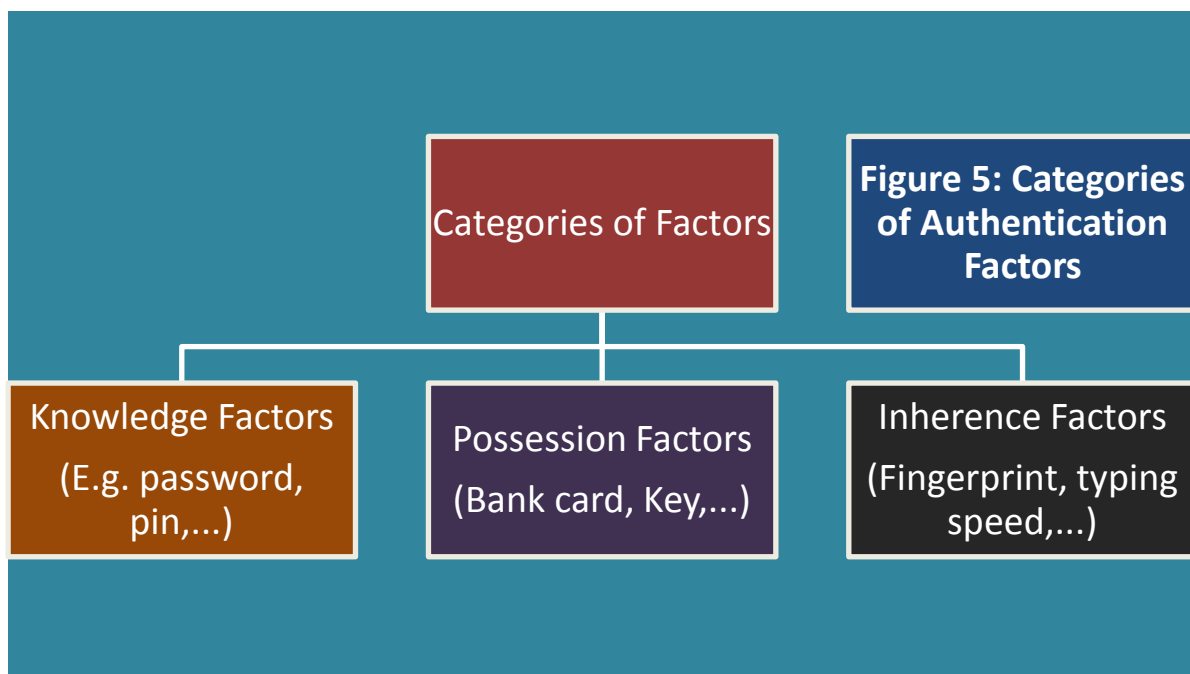 Categories of Factors
Figure 5: Categories
of Authentication
Factors
Knowledge Factors
(E.g. password,
pin,...)
Possession Factors
(Bank card, Key,...)
Inherence Factors
(Fingerprint, typing
speed,...)